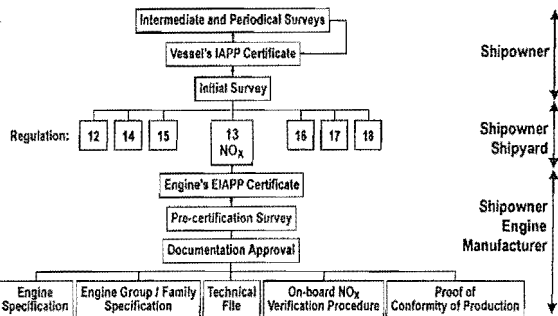 Intermediate and Periodical Surveys
Vessel's IAPP Certificate
Shipowner
Initial Survey
Regulation: 12 14 15 13 16 17 18
NOx
Shipowner
Shipyard
Engine's EIAPP Certificate
Pre-certification Survey
Shipowner
Engine
Manufacturer
Documentation Approval
Engine
Specification
Engine Group / Family
Specification
Technical
File
On-board NOx
Verification Procedure
Proof of
Conformity of Production